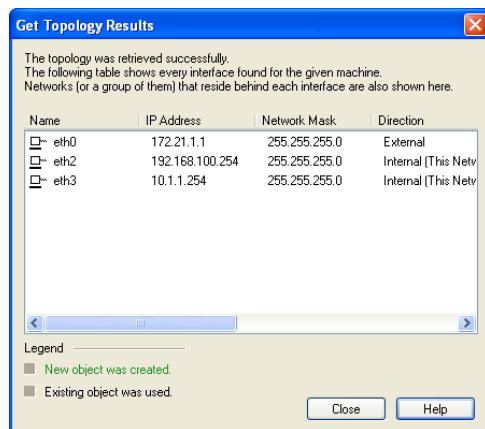 Get Topology Results
The topology was retrieved successfully.
The following table shows every interface found for the given machine.
Networks (or a group of them) that reside behind each interface are also shown here.
Name IP Address Network Mask Direction
eth0 172.21.1.1 255.255.255.0 External
eth2 192.168.100.254 255.255.255.0 Internal (This Netw
eth3 10.1.1.254 255.255.255.0 Internal (This Netw
Legend
New object was created.
Existing object was used.
Close Help